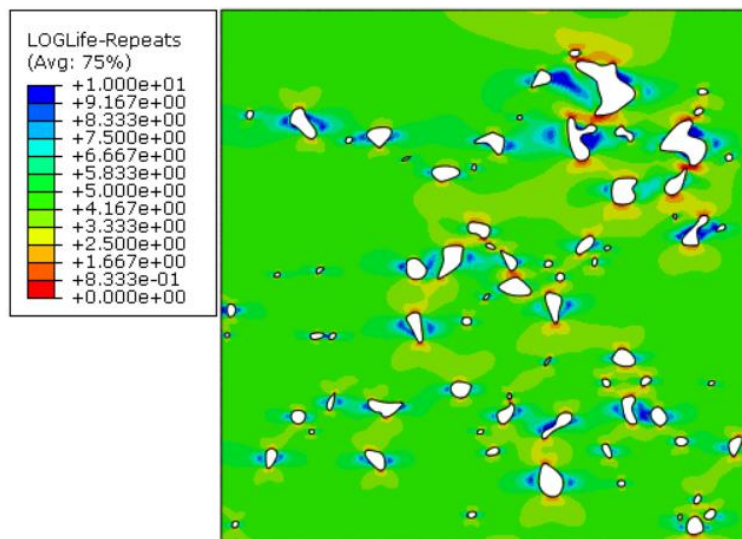 LOGLife-Repeats
(Avg: 75%)
+1.000e+01
+9.167e+00
+8.333e+00
+7.500e+00
+6.667e+00
+5.833e+00
+5.000e+00
+4.167e+00
+3.333e+00
+2.500e+00
+1.667e+00
+8.333e-01
+0.000e+00